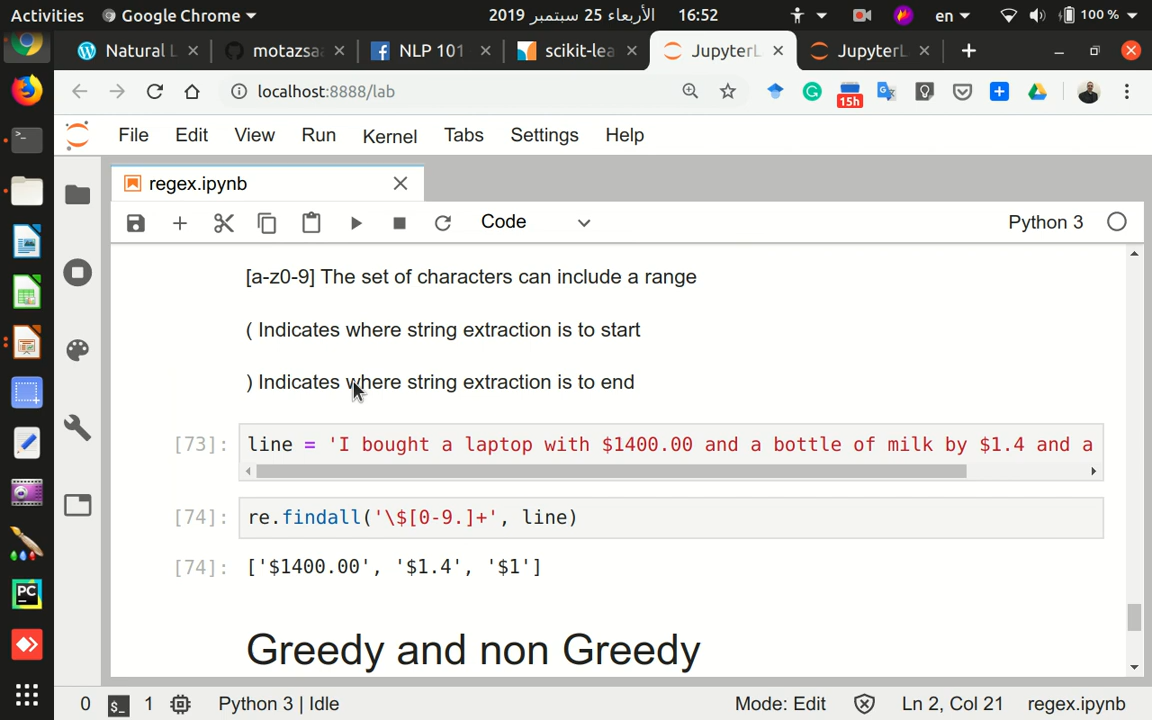 Activities Google Chrome ▾ الأربعاء 25 سبتمبر 2019 16:52 en ▾ 100 % ▾
Natural L × motazsaa × NLP 101 × scikit-lea × JupyterL × JupyterL × +
localhost:8888/lab 15h
File Edit View Run Kernel Tabs Settings Help
regex.ipynb
Code Python 3
[a-z0-9] The set of characters can include a range
( Indicates where string extraction is to start
) Indicates where string extraction is to end
[73]: line = 'I bought a laptop with $1400.00 and a bottle of milk by $1.4 and a
[74]: re.findall('\$[0-9.]+', line)
[74]: ['$1400.00', '$1.4', '$1']
Greedy and non Greedy
0 $_ 1 Python 3 | Idle Mode: Edit Ln 2, Col 21 regex.ipynb
PC